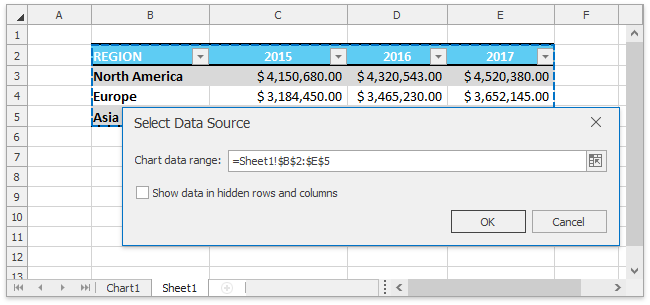 A B C D E F
1
2 REGION 2015 2016 2017
3 North America $ 4,150,680.00 $ 4,320,543.00 $ 4,520,380.00
4 Europe $ 3,184,450.00 $ 3,465,230.00 $ 3,652,145.00
5 Asia
Select Data Source
6
7 Chart data range: =Sheet1!$B$2:$E$5
8
9 Show data in hidden rows and columns
10 OK Cancel
11
12
13
Chart1 Sheet1